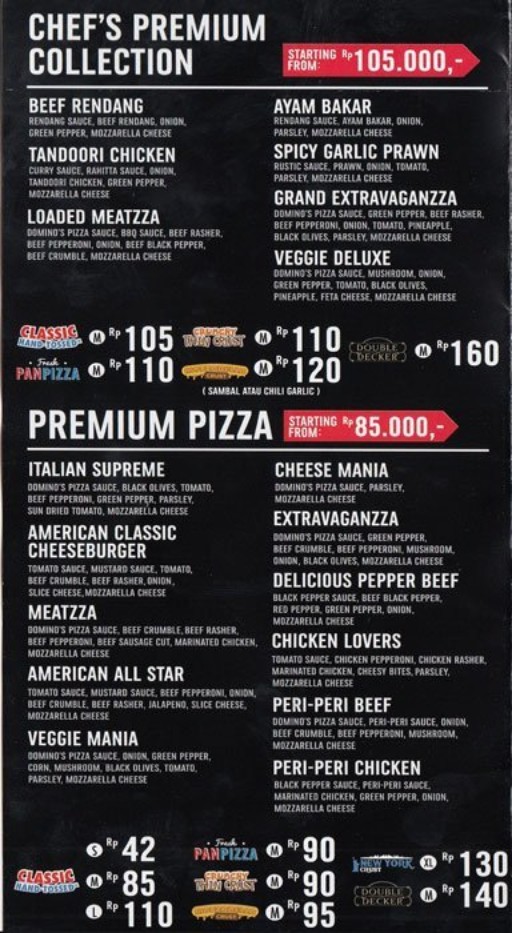 CHEF'S PREMIUM
COLLECTION
STARTING
FROM: Rp105.000,-
BEEF RENDANG
RENDANG SAUCE, BEEF RENDANG, ONION,
GREEN PEPPER, MOZZARELLA CHEESE
TANDOORI CHICKEN
CURRY SAUCE, RAHITTA SAUCE, ONION,
TANDOORI CHICKEN, GREEN PEPPER,
MOZZARELLA CHEESE
LOADED MEATZZA
DOMINO'S PIZZA SAUCE, BBQ SAUCE, BEEF RASHER,
BEEF PEPPERONI, ONION, BEEF BLACK PEPPER,
BEEF CRUMBLE, MOZZARELLA CHEESE
AYAM BAKAR
RENDANG SAUCE, AYAM BAKAR, ONION,
PARSLEY, MOZZARELLA CHEESE
SPICY GARLIC PRAWN
RUSTIC SAUCE, PRAWN, ONION, TOMATO,
PARSLEY, MOZZARELLA CHEESE
GRAND EXTRAVAGANZZA
DOMINO'S PIZZA SAUCE, GREEN PEPPER, BEEF RASHER,
BEEF PEPPERONI, ONION, TOMATO, PINEAPPLE,
BLACK OLIVES, PARSLEY, MOZZARELLA CHEESE
VEGGIE DELUXE
DOMINO'S PIZZA SAUCE, MUSHROOM, ONION,
GREEN PEPPER, TOMATO, BLACK OLIVES,
PINEAPPLE, FETA CHEESE, MOZZARELLA CHEESE
CLASSIC
HAND-TOSSED M Rp 105
Fresh
PANPIZZA M Rp 110
CRUNCHY
THIN CRUST M Rp 110
CRUST M Rp 120
( SAMBAL ATAU CHILI GARLIC )
DOUBLE
DECKER M Rp 160
PREMIUM PIZZA
STARTING
FROM: Rp85.000,-
ITALIAN SUPREME
DOMINO'S PIZZA SAUCE, BLACK OLIVES, TOMATO,
BEEF PEPPERONI, GREEN PEPPER, PARSLEY,
SUN DRIED TOMATO, MOZZARELLA CHEESE
AMERICAN CLASSIC
CHEESEBURGER
TOMATO SAUCE, MUSTARD SAUCE, TOMATO,
BEEF CRUMBLE, BEEF RASHER, ONION,
SLICE CHEESE, MOZZARELLA CHEESE
MEATZZA
DOMINO'S PIZZA SAUCE, BEEF CRUMBLE, BEEF RASHER,
BEEF PEPPERONI, BEEF SAUSAGE CUT, MARINATED CHICKEN,
MOZZARELLA CHEESE
AMERICAN ALL STAR
TOMATO SAUCE, MUSTARD SAUCE, BEEF PEPPERONI, ONION,
BEEF CRUMBLE, BEEF RASHER, JALAPENO, SLICE CHEESE,
MOZZARELLA CHEESE
VEGGIE MANIA
DOMINO'S PIZZA SAUCE, ONION, GREEN PEPPER,
CORN, MUSHROOM, BLACK OLIVES, TOMATO,
PARSLEY, MOZZARELLA CHEESE
CHEESE MANIA
DOMINO'S PIZZA SAUCE, PARSLEY,
MOZZARELLA CHEESE
EXTRAVAGANZZA
DOMINO'S PIZZA SAUCE, GREEN PEPPER,
BEEF CRUMBLE, BEEF PEPPERONI, MUSHROOM,
ONION, BLACK OLIVES, MOZZARELLA CHEESE
DELICIOUS PEPPER BEEF
BLACK PEPPER SAUCE, BEEF BLACK PEPPER,
RED PEPPER, GREEN PEPPER, ONION,
MOZZARELLA CHEESE
CHICKEN LOVERS
TOMATO SAUCE, CHICKEN PEPPERONI, CHICKEN RASHER,
MARINATED CHICKEN, CHEESY BITES, PARSLEY,
MOZZARELLA CHEESE
PERI-PERI BEEF
DOMINO'S PIZZA SAUCE, PERI-PERI SAUCE, ONION,
BEEF CRUMBLE, BEEF PEPPERONI, MUSHROOM,
MOZZARELLA CHEESE
PERI-PERI CHICKEN
BLACK PEPPER SAUCE, PERI-PERI SAUCE,
MARINATED CHICKEN, GREEN PEPPER, ONION,
MOZZARELLA CHEESE
CLASSIC
HAND-TOSSED
S Rp 42
M Rp 85
L Rp 110
Fresh
PANPIZZA M Rp 90
CRUNCHY
THIN CRUST M Rp 90
CRUST M Rp 95
NEW YORK
CRUST XL Rp 130
DOUBLE
DECKER M Rp 140